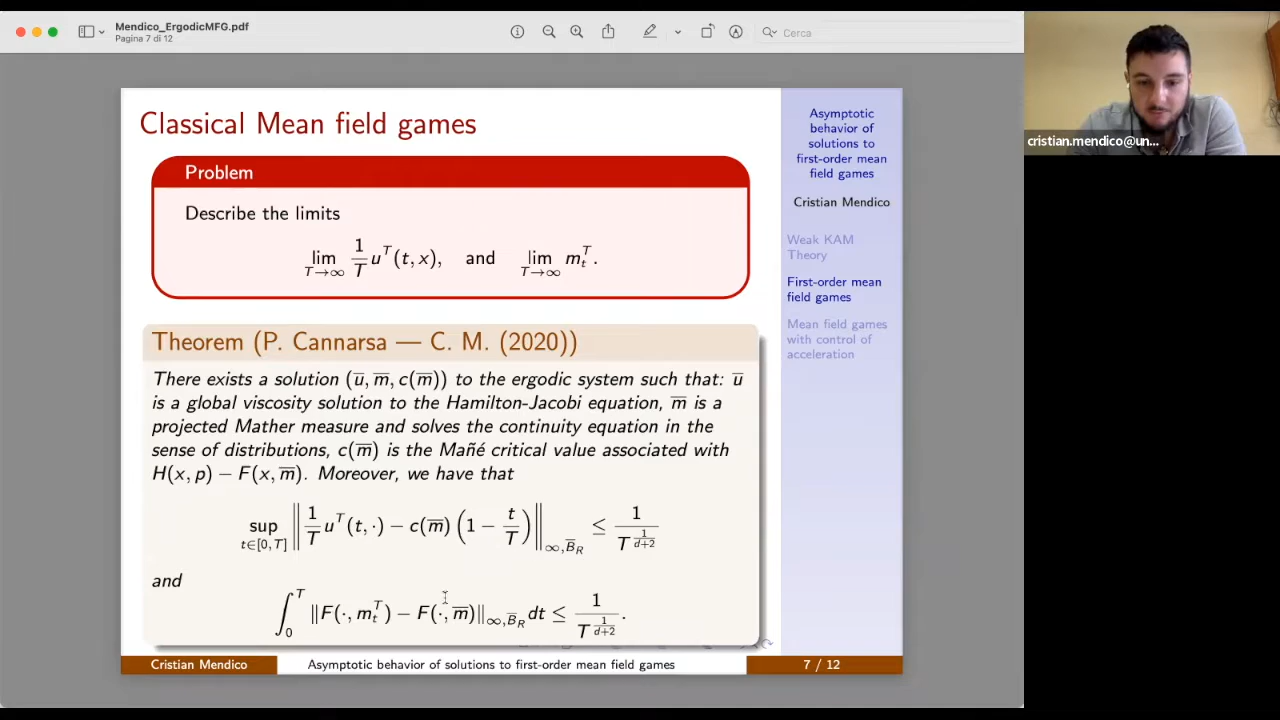 Mendico_ErgodicMFG.pdf
Pagina 7 di 12
Cerca
cristian.mendico@un...
Classical Mean field games
Problem
Describe the limits
lim_{T→∞} 1/T u^T(t, x), and lim_{T→∞} m_t^T.
Theorem (P. Cannarsa — C. M. (2020))
There exists a solution (u̅, m̅, c(m̅)) to the ergodic system such that: u̅
is a global viscosity solution to the Hamilton-Jacobi equation, m̅ is a
projected Mather measure and solves the continuity equation in the
sense of distributions, c(m̅) is the Mañé critical value associated with
H(x, p) − F(x, m̅). Moreover, we have that
sup_{t∈[0,T]} ‖ 1/T u^T(t, ·) − c(m̅) (1 − t/T) ‖_{∞,B̅_R} ≤ 1/T^{1/(d+2)}
and
∫_0^T ‖F(·, m_t^T) − F(·, m̅)‖_{∞,B̅_R} dt ≤ 1/T^{1/(d+2)}.
Asymptotic
behavior of
solutions to
first-order mean
field games
Cristian Mendico
Weak KAM
Theory
First-order mean
field games
Mean field games
with control of
acceleration
Cristian Mendico
Asymptotic behavior of solutions to first-order mean field games
7 / 12